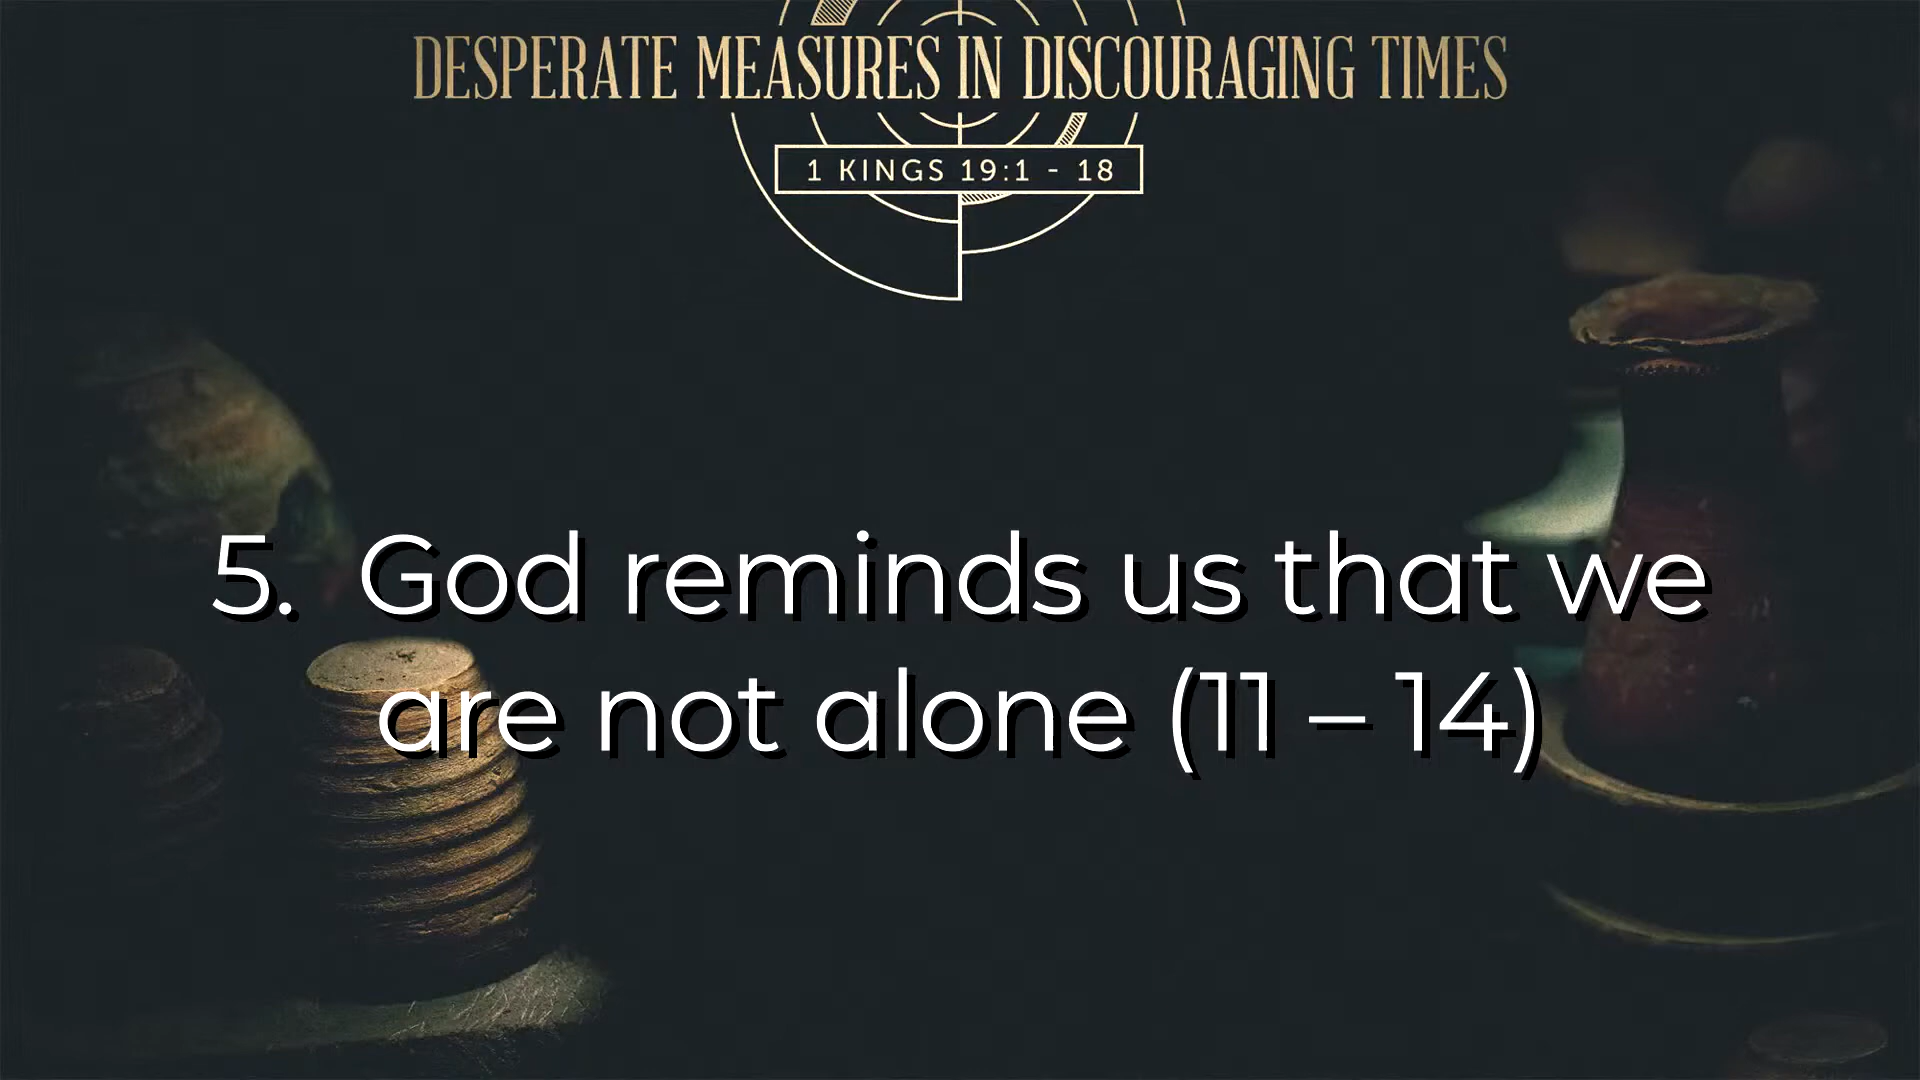 DESPERATE MEASURES IN DISCOURAGING TIMES
1 KINGS 19:1 - 18
5. God reminds us that we
are not alone (11 – 14)